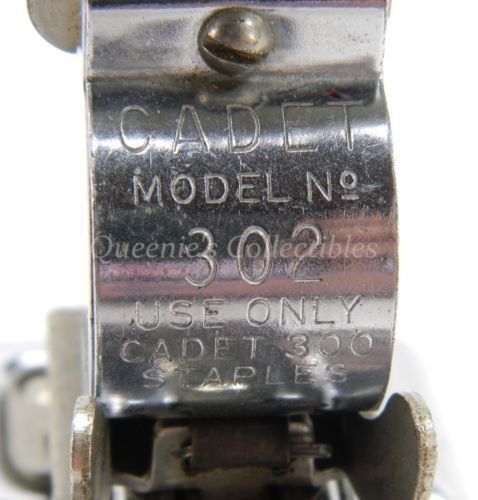 CADET
MODEL Nº
Queenie's Collectibles
302
USE ONLY
CADET 300
STAPLES